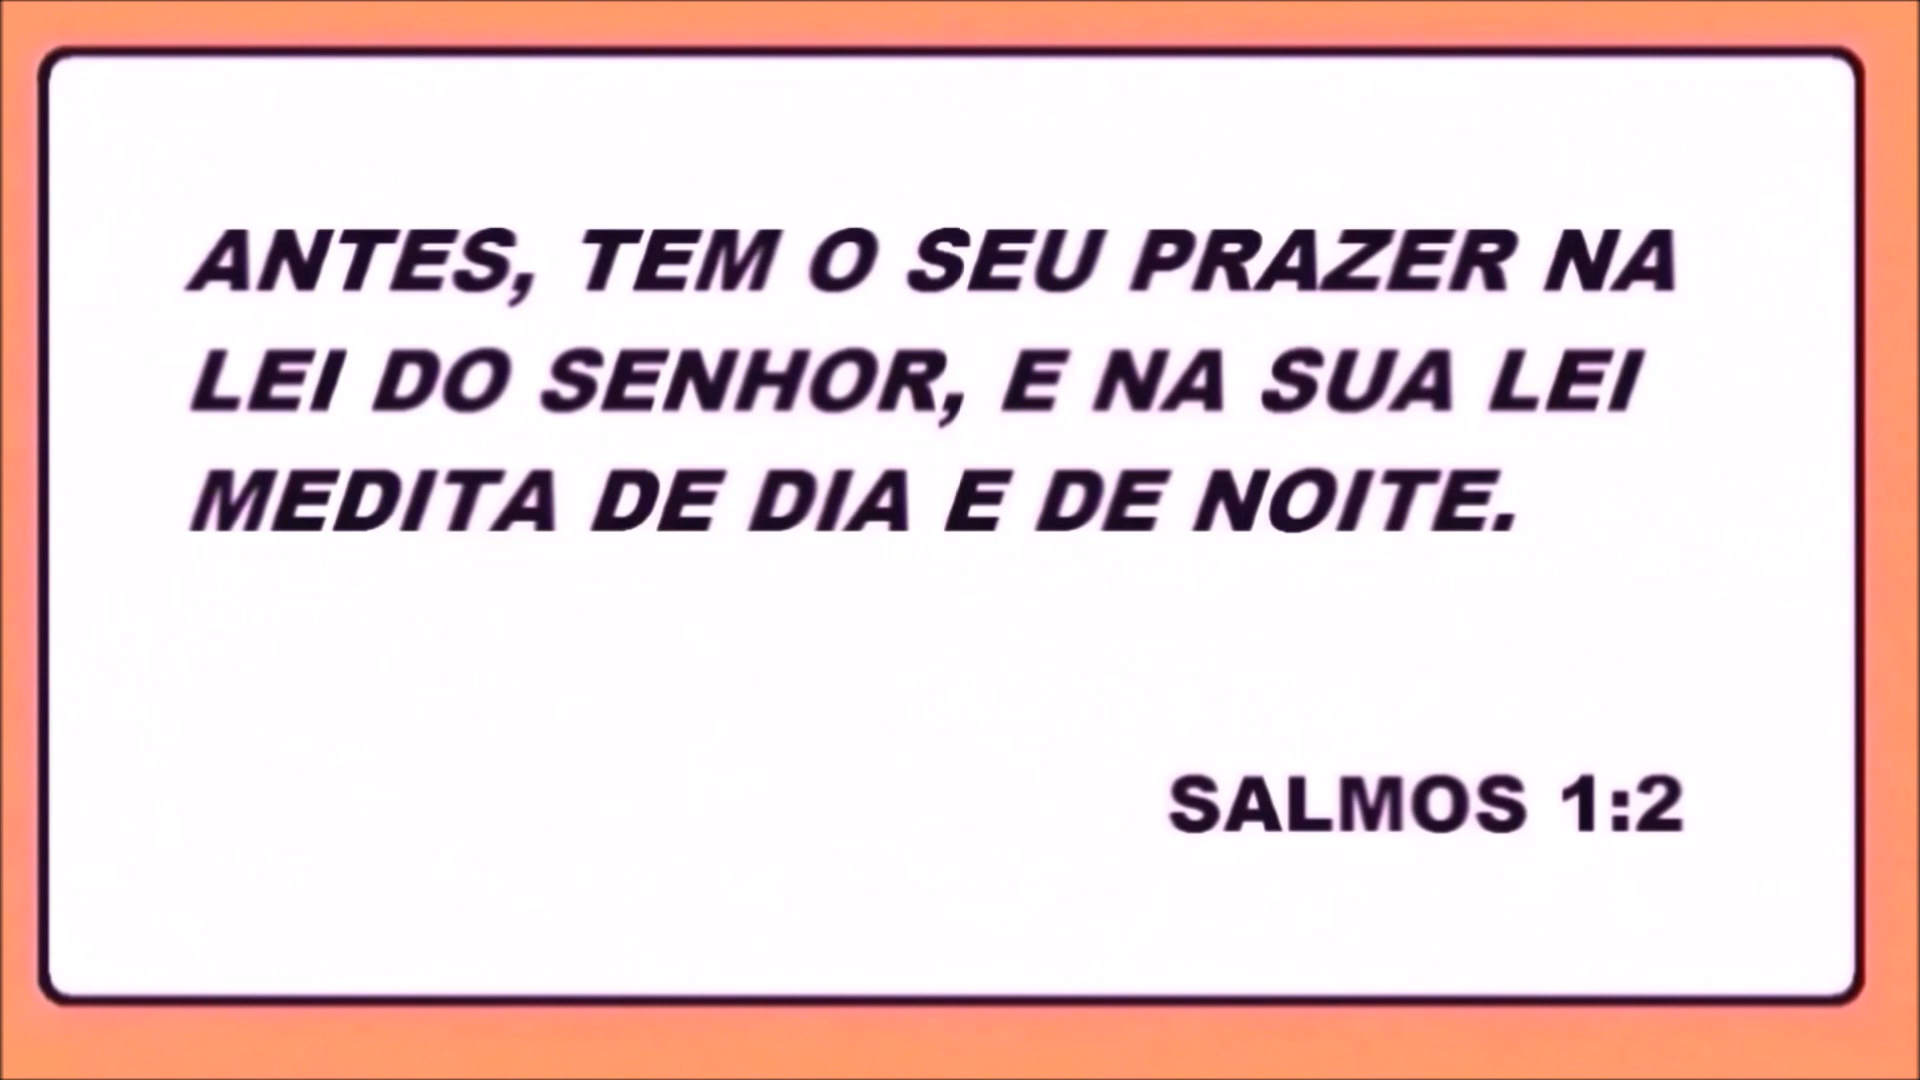 ANTES, TEM O SEU PRAZER NA
LEI DO SENHOR, E NA SUA LEI
MEDITA DE DIA E DE NOITE.
SALMOS 1:2